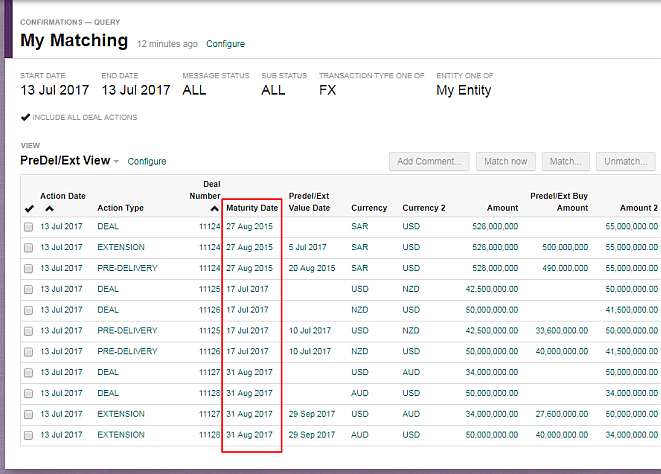 CONFIRMATIONS — QUERY
My Matching 12 minutes ago Configure
START DATE END DATE MESSAGE STATUS SUB STATUS TRANSACTION TYPE ONE OF ENTITY ONE OF
13 Jul 2017 13 Jul 2017 ALL ALL FX My Entity
INCLUDE ALL DEAL ACTIONS
VIEW
PreDel/Ext View Configure Add Comment... Match now Match... Unmatch...
Action Date Action Type Deal Number Maturity Date Predel/Ext Value Date Currency Currency 2 Amount Predel/Ext Buy Amount Amount 2
13 Jul 2017 DEAL 11124 27 Aug 2015 SAR USD 528,000,000 55,000,000.00
13 Jul 2017 EXTENSION 11124 27 Aug 2015 5 Jul 2017 SAR USD 528,000,000 500,000,000 55,000,000.00
13 Jul 2017 PRE-DELIVERY 11124 27 Aug 2015 20 Aug 2015 SAR USD 528,000,000 490,000,000 55,000,000.00
13 Jul 2017 DEAL 11125 17 Jul 2017 USD NZD 42,500,000.00 50,000,000.00
13 Jul 2017 DEAL 11126 17 Jul 2017 NZD USD 50,000,000.00 41,500,000.00
13 Jul 2017 PRE-DELIVERY 11125 17 Jul 2017 10 Jul 2017 USD NZD 42,500,000.00 33,600,000.00 50,000,000.00
13 Jul 2017 PRE-DELIVERY 11126 17 Jul 2017 10 Jul 2017 NZD USD 50,000,000.00 40,000,000.00 41,500,000.00
13 Jul 2017 DEAL 11127 31 Aug 2017 USD AUD 34,000,000.00 50,000,000.00
13 Jul 2017 DEAL 11128 31 Aug 2017 AUD USD 50,000,000.00 34,000,000.00
13 Jul 2017 EXTENSION 11127 31 Aug 2017 29 Sep 2017 USD AUD 34,000,000.00 27,600,000.00 50,000,000.00
13 Jul 2017 EXTENSION 11128 31 Aug 2017 29 Sep 2017 AUD USD 50,000,000.00 40,000,000.00 34,000,000.00